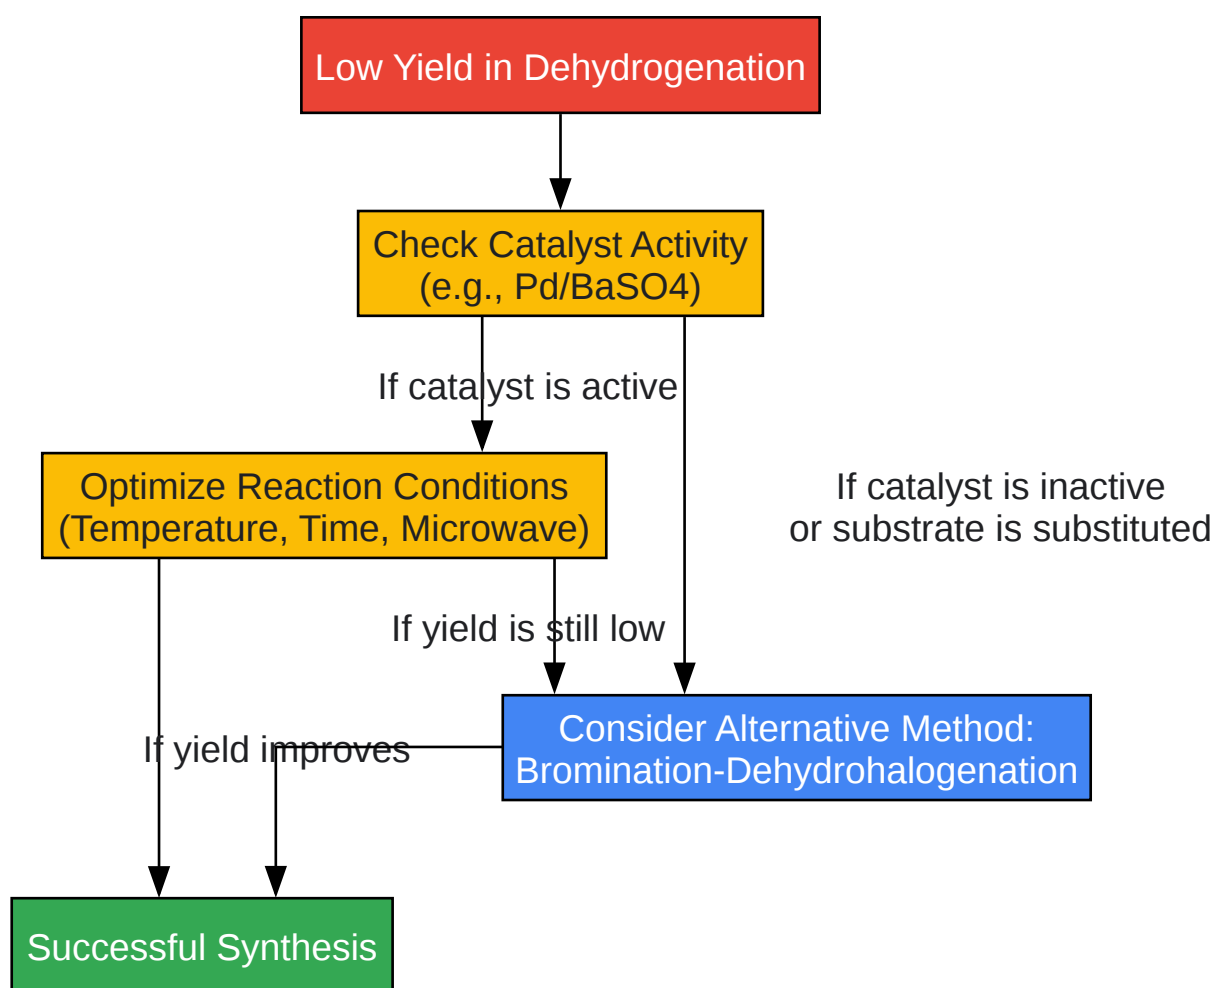 Low Yield in Dehydrogenation
Check Catalyst Activity
(e.g., Pd/BaSO4)
If catalyst is active
Optimize Reaction Conditions
(Temperature, Time, Microwave)
If catalyst is inactive
or substrate is substituted
If yield is still low
Consider Alternative Method:
Bromination-Dehydrohalogenation
If yield improves
Successful Synthesis